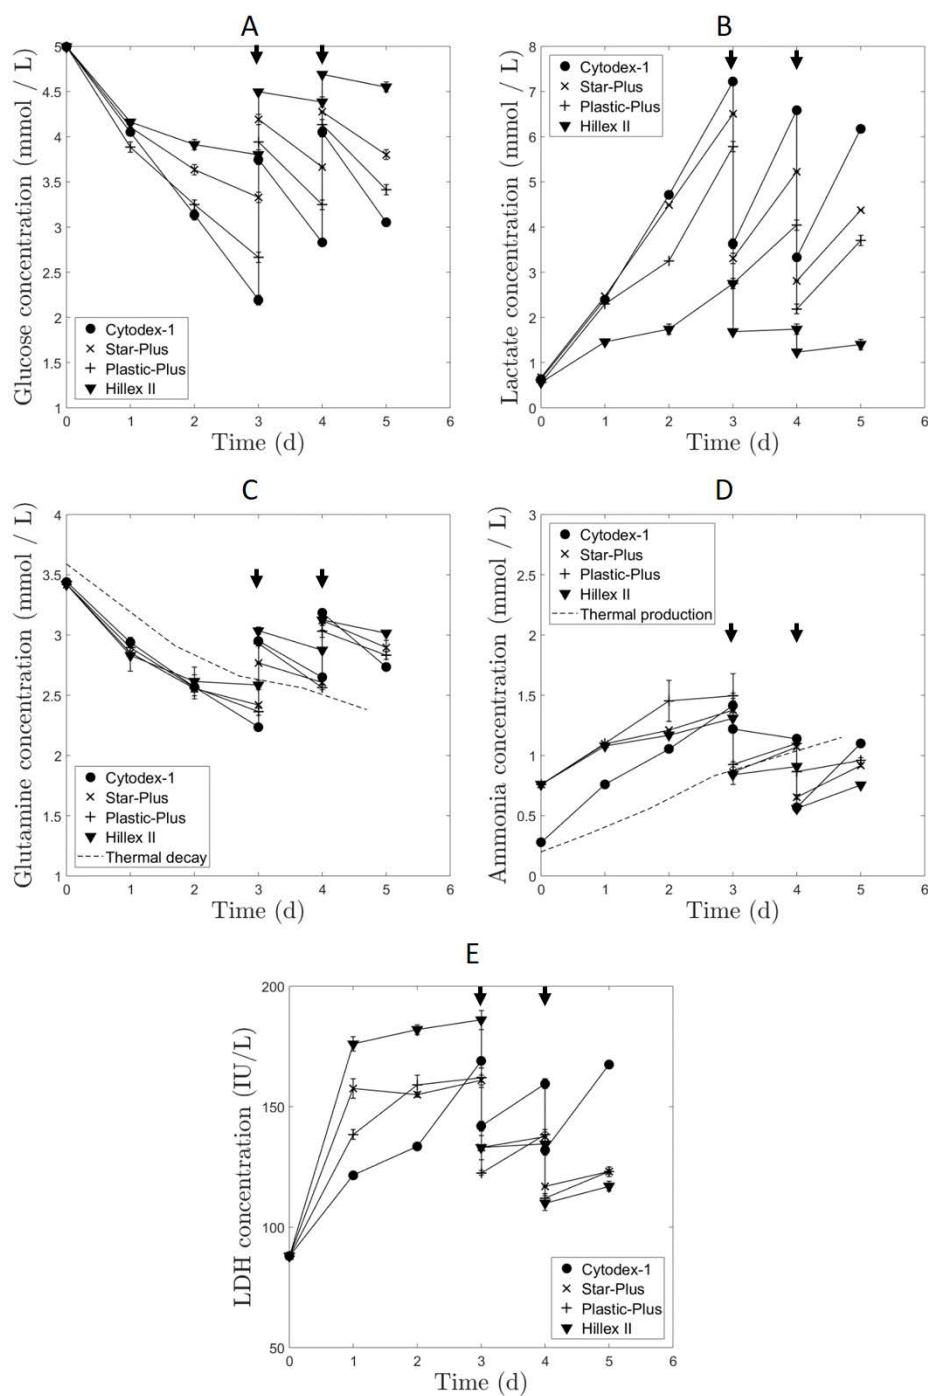 A
Glucose concentration (mmol / L)
5
4.5
4
3.5
3
2.5
2
1.5
1
Cytodex-1
Star-Plus
Plastic-Plus
Hillex II
0 1 2 3 4 5 6
Time (d)
B
Lactate concentration (mmol / L)
8
7
6
5
4
3
2
1
0
Cytodex-1
Star-Plus
Plastic-Plus
Hillex II
0 1 2 3 4 5 6
Time (d)
C
Glutamine concentration (mmol / L)
4
3.5
3
2.5
2
1.5
1
Cytodex-1
Star-Plus
Plastic-Plus
Hillex II
Thermal decay
0 1 2 3 4 5 6
Time (d)
D
Ammonia concentration (mmol / L)
3
2.5
2
1.5
1
0.5
0
Cytodex-1
Star-Plus
Plastic-Plus
Hillex II
Thermal production
0 1 2 3 4 5 6
Time (d)
E
LDH concentration (IU/L)
200
150
100
50
Cytodex-1
Star-Plus
Plastic-Plus
Hillex II
0 1 2 3 4 5 6
Time (d)